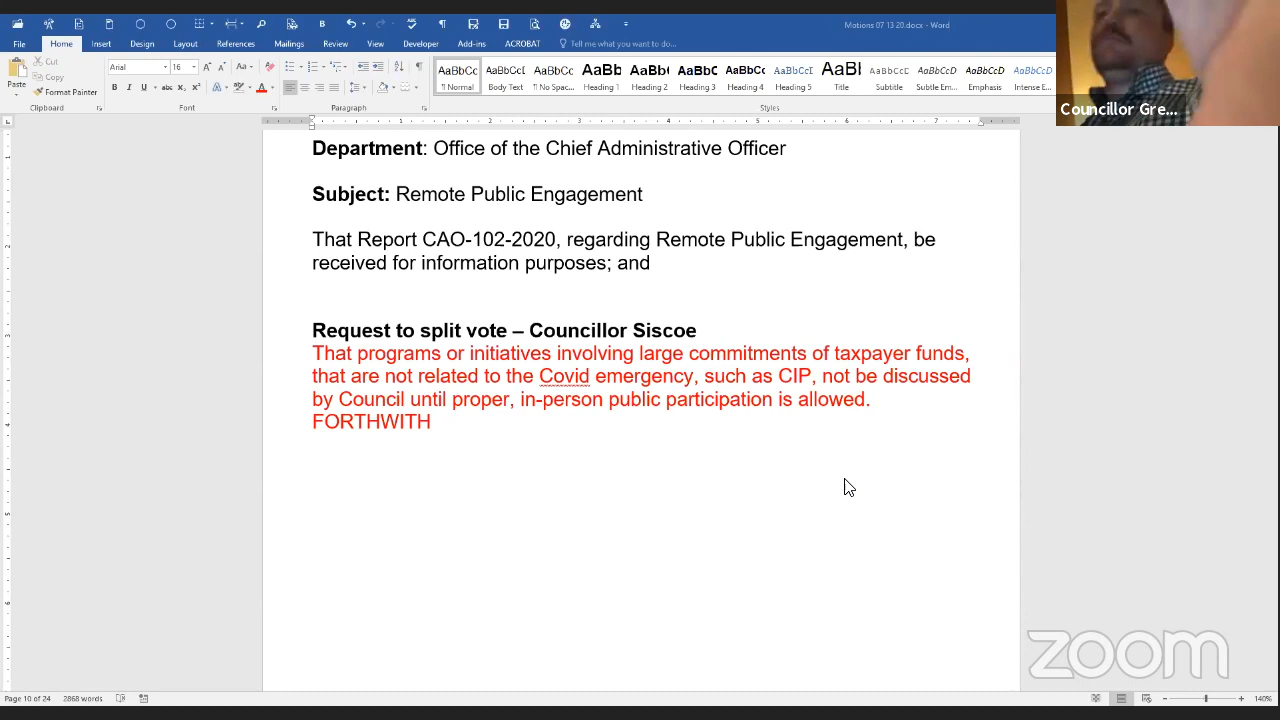 Motions 07 13 20.docx - Word
File Home Insert Design Layout References Mailings Review View Developer Add-ins ACROBAT Tell me what you want to do...
Paste Cut Copy Format Painter Clipboard
Arial 16 Font
Paragraph
AaBbCc ¶ Normal
AaBbCcI Body Text
AaBbCc ¶ No Spac...
AaBb Heading 1
AaBb( Heading 2
AaBbC Heading 3
AaBbCc Heading 4
AaBbCcI Heading 5
AaBl Title
AaBbCc Subtitle
AaBbCcD Subtle Em...
AaBbCcD Emphasis
AaBbCcD Intense E...
Styles
Councillor Gre...
Department: Office of the Chief Administrative Officer
Subject: Remote Public Engagement
That Report CAO-102-2020, regarding Remote Public Engagement, be
received for information purposes; and
Request to split vote – Councillor Siscoe
That programs or initiatives involving large commitments of taxpayer funds,
that are not related to the Covid emergency, such as CIP, not be discussed
by Council until proper, in-person public participation is allowed.
FORTHWITH
zoom
Page 10 of 24 2868 words 140%